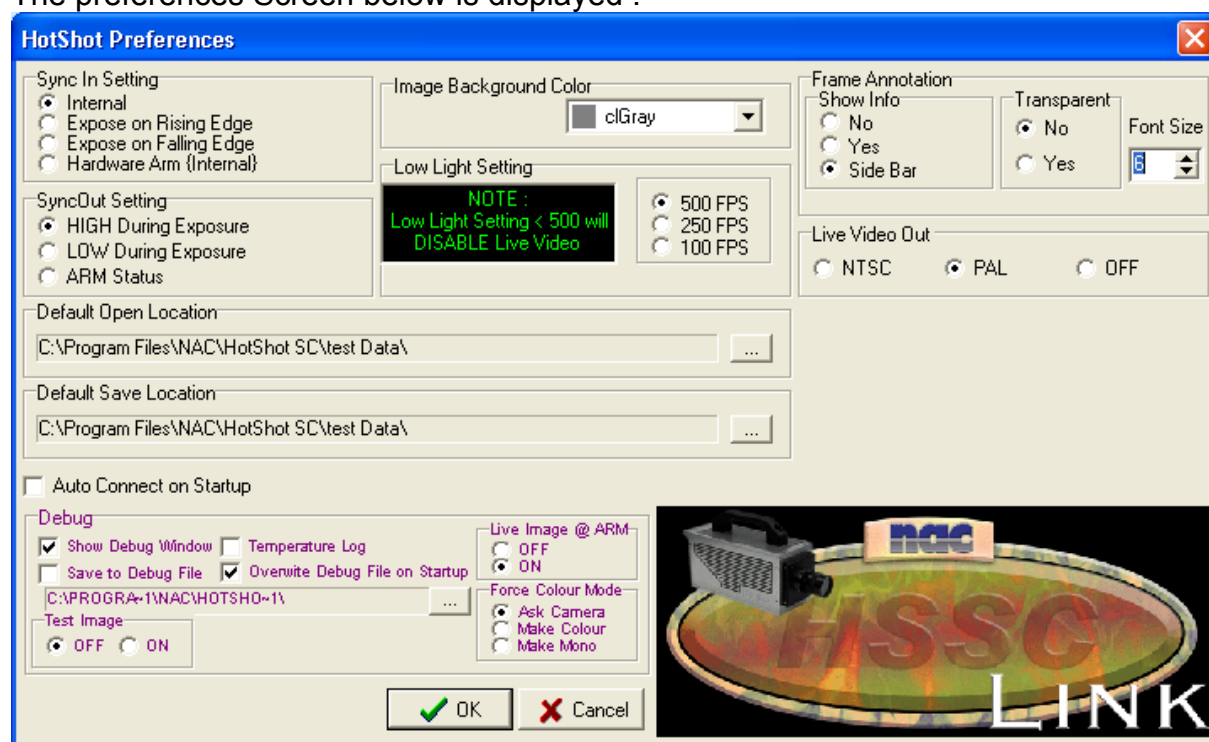 The preferences Screen below is displayed :
HotShot Preferences
Sync In Setting
Internal
Expose on Rising Edge
Expose on Falling Edge
Hardware Arm {Internal}
SyncOut Setting
HIGH During Exposure
LOW During Exposure
ARM Status
Image Background Color
clGray
Low Light Setting
NOTE :
Low Light Setting < 500 will
DISABLE Live Video
500 FPS
250 FPS
100 FPS
Frame Annotation
Show Info
No
Yes
Side Bar
Transparent
No
Yes
Font Size
6
Live Video Out
NTSC
PAL
OFF
Default Open Location
C:\Program Files\NAC\HotShot SC\test Data\
...
Default Save Location
C:\Program Files\NAC\HotShot SC\test Data\
...
Auto Connect on Startup
Debug
Show Debug Window
Temperature Log
Save to Debug File
Overwite Debug File on Startup
C:\PROGRA~1\NAC\HOTSHO~1\
...
Test Image
OFF
ON
Live Image @ ARM
OFF
ON
Force Colour Mode
Ask Camera
Make Colour
Make Mono
OK
Cancel
nac
HSSC
LINK